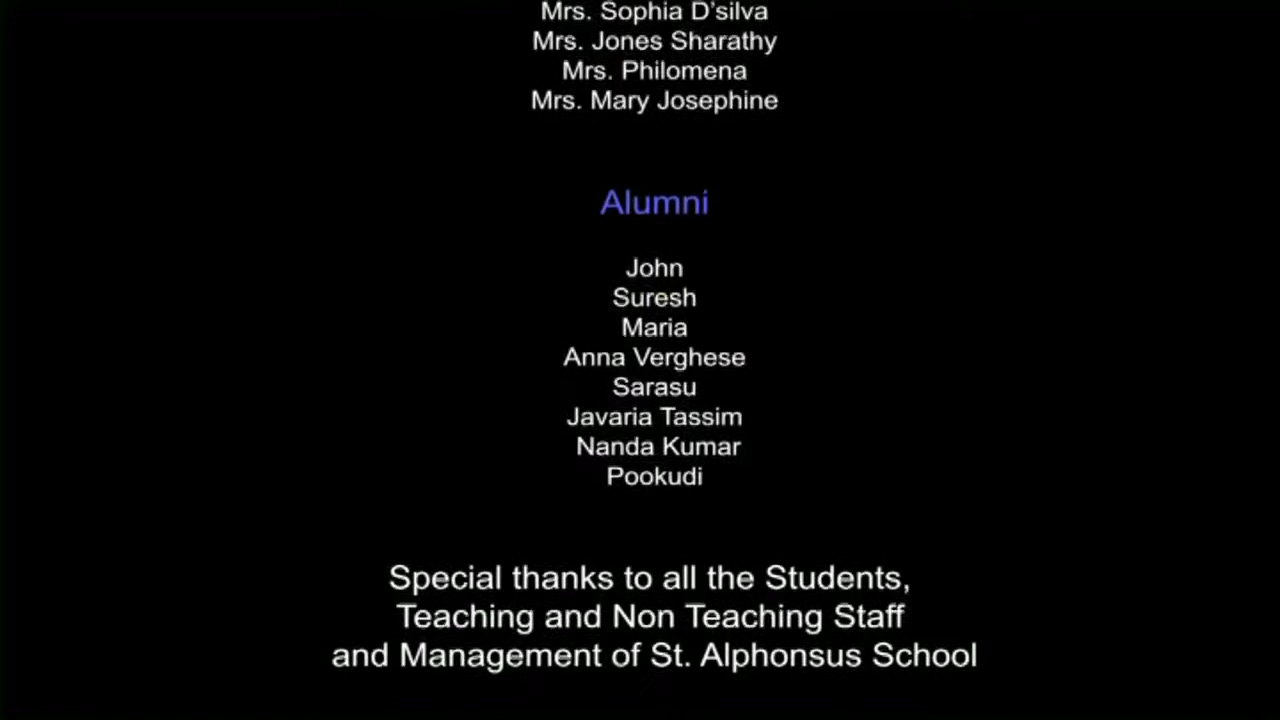 Mrs. Sophia D'silva
Mrs. Jones Sharathy
Mrs. Philomena
Mrs. Mary Josephine
Alumni
John
Suresh
Maria
Anna Verghese
Sarasu
Javaria Tassim
Nanda Kumar
Pookudi
Special thanks to all the Students,
Teaching and Non Teaching Staff
and Management of St. Alphonsus School